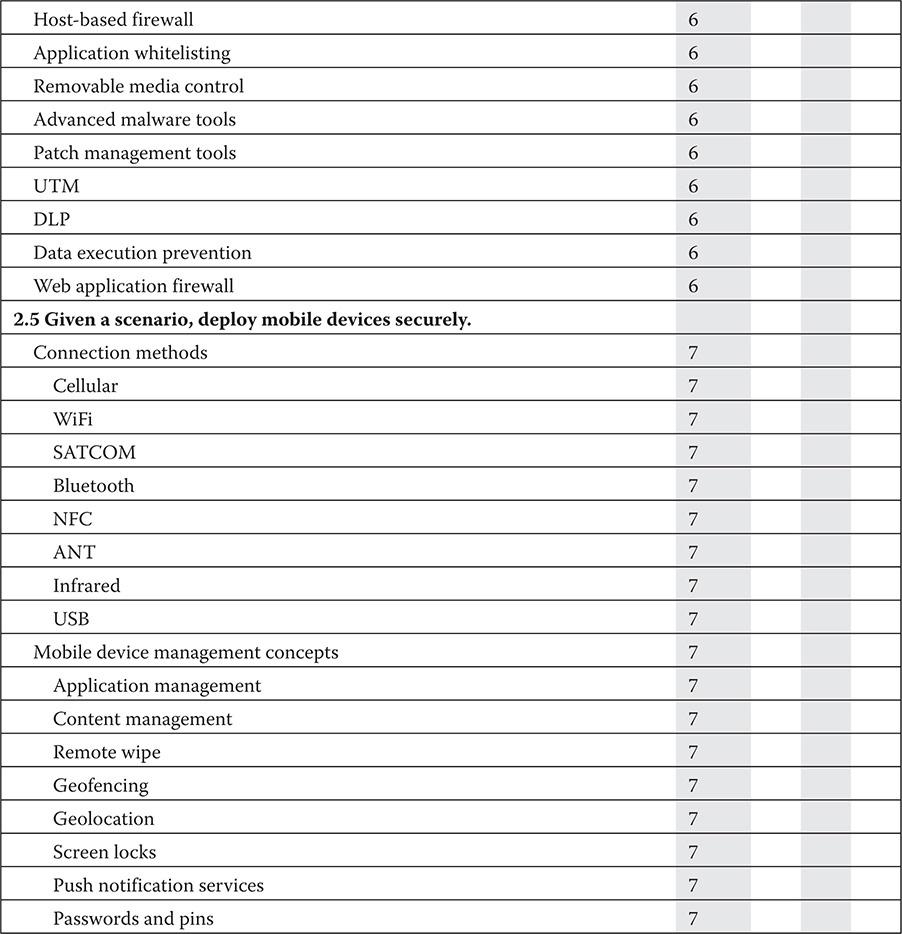 Host-based firewall 6
Application whitelisting 6
Removable media control 6
Advanced malware tools 6
Patch management tools 6
UTM 6
DLP 6
Data execution prevention 6
Web application firewall 6
2.5 Given a scenario, deploy mobile devices securely.
Connection methods 7
Cellular 7
WiFi 7
SATCOM 7
Bluetooth 7
NFC 7
ANT 7
Infrared 7
USB 7
Mobile device management concepts 7
Application management 7
Content management 7
Remote wipe 7
Geofencing 7
Geolocation 7
Screen locks 7
Push notification services 7
Passwords and pins 7